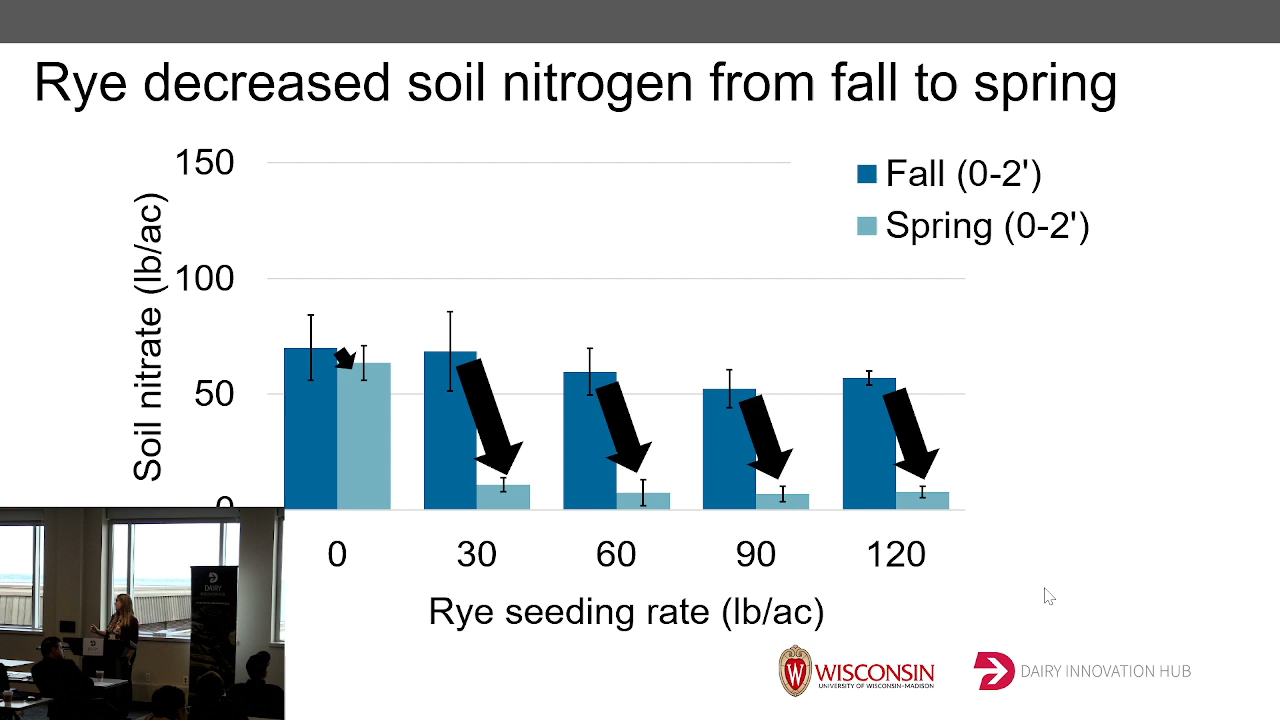 Rye decreased soil nitrogen from fall to spring
150
100
50
0
Soil nitrate (lb/ac)
Fall (0-2')
Spring (0-2')
0 30 60 90 120
Rye seeding rate (lb/ac)
W
WISCONSIN
UNIVERSITY OF WISCONSIN–MADISON
DAIRY INNOVATION HUB
DAIRY